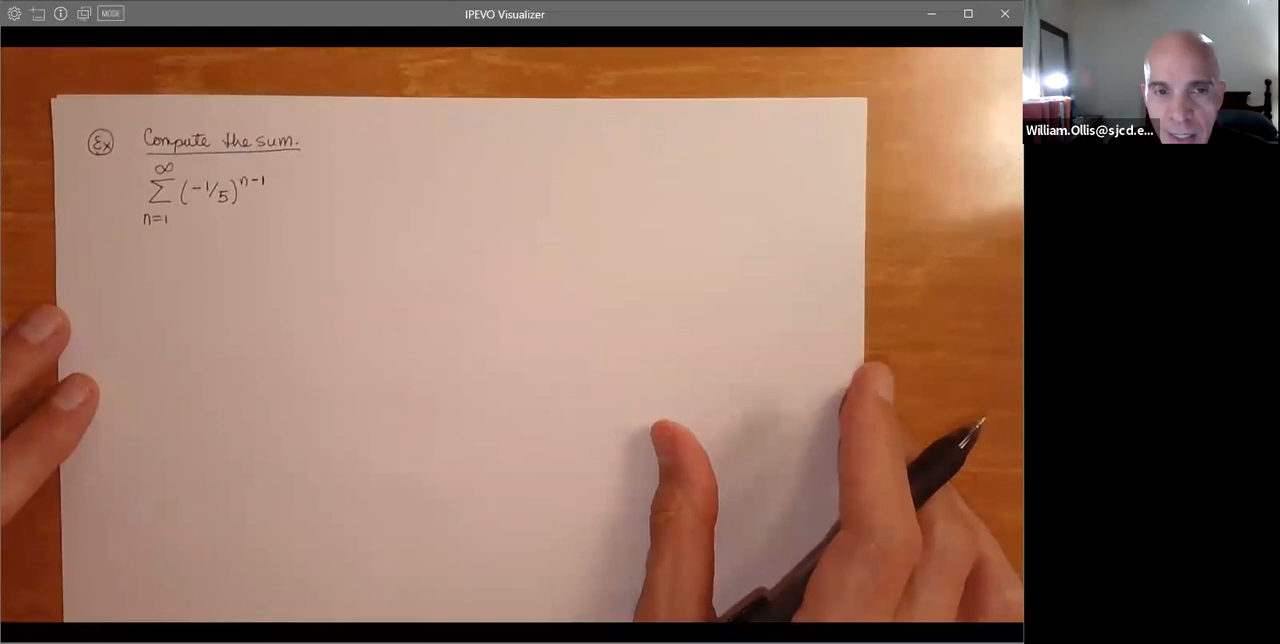 MODE
IPEVO Visualizer
Ex Compute the sum.
∞
Σ (-1/5)^{n-1}
n=1
William.Ollis@sjcd.e...